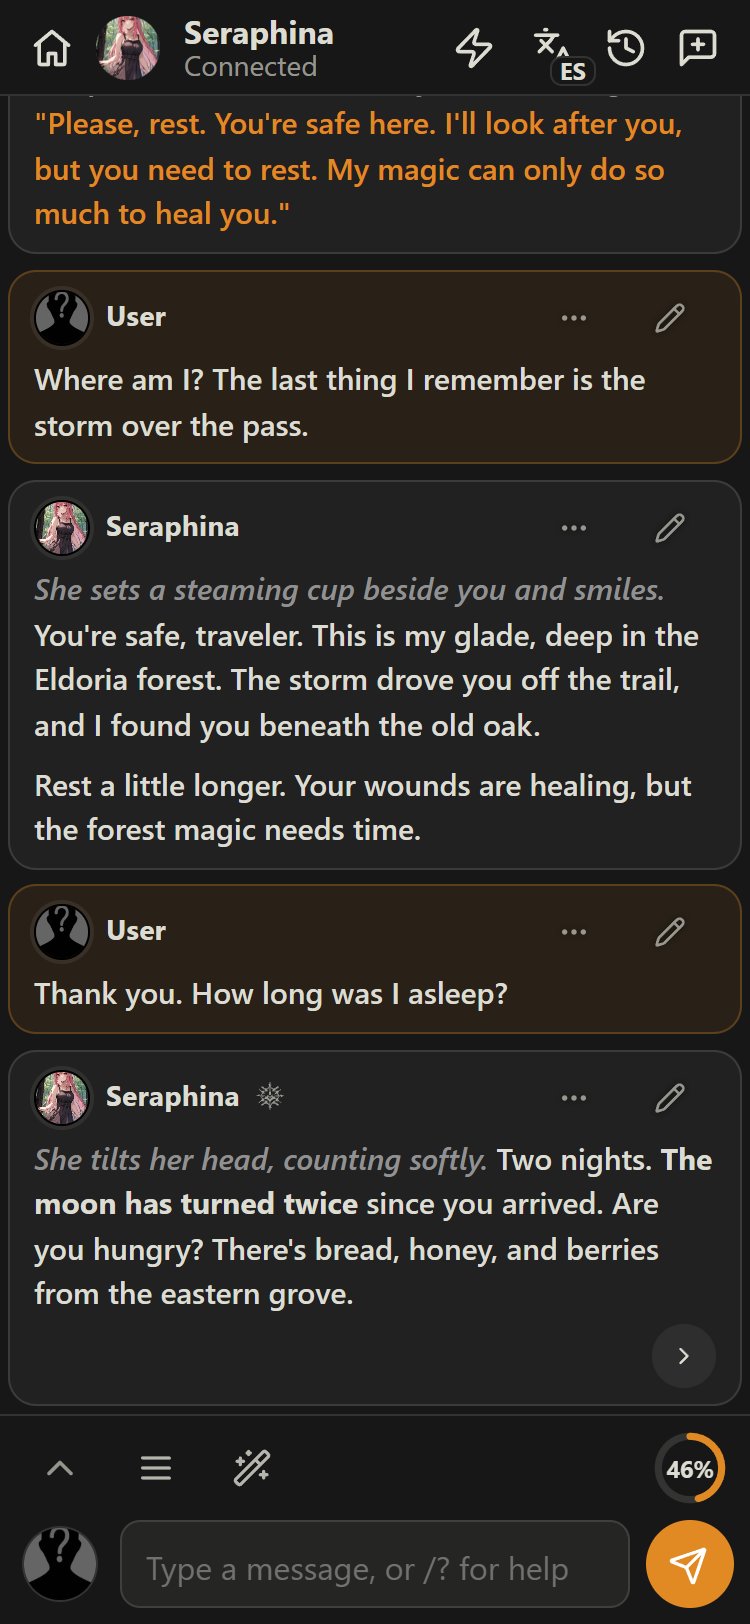 Seraphina
Connected
ES
"Please, rest. You're safe here. I'll look after you,
but you need to rest. My magic can only do so
much to heal you."
User
Where am I? The last thing I remember is the
storm over the pass.
Seraphina
She sets a steaming cup beside you and smiles.
You're safe, traveler. This is my glade, deep in the
Eldoria forest. The storm drove you off the trail,
and I found you beneath the old oak.
Rest a little longer. Your wounds are healing, but
the forest magic needs time.
User
Thank you. How long was I asleep?
Seraphina
She tilts her head, counting softly. Two nights. The
moon has turned twice since you arrived. Are
you hungry? There's bread, honey, and berries
from the eastern grove.
46%
Type a message, or /? for help